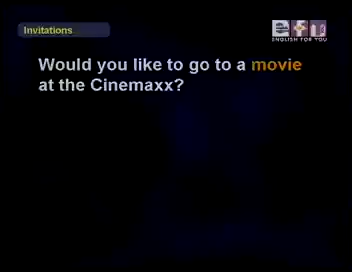 Invitations
ENGLISH FOR YOU
Would you like to go to a movie
at the Cinemaxx?